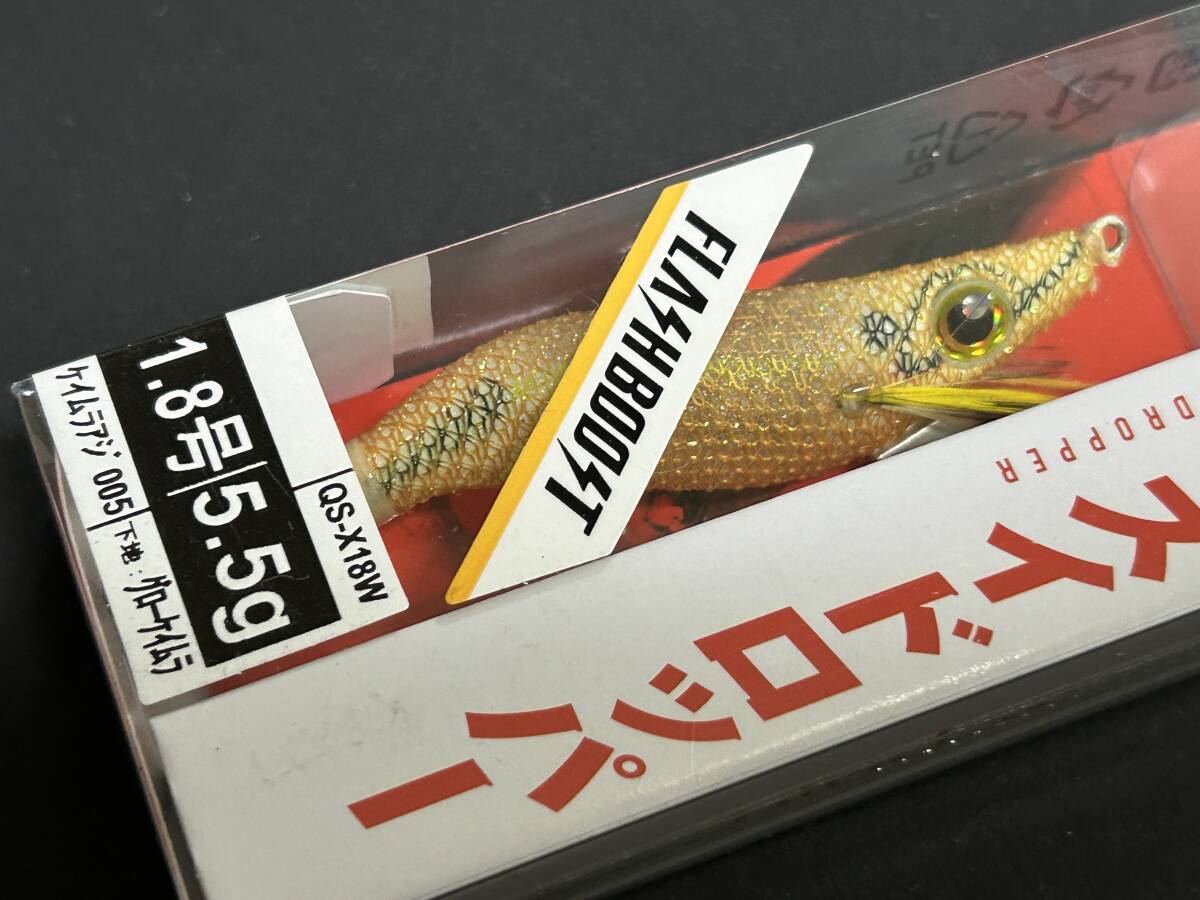 QS-X18W
1.8号 5.5g
ケイムラアジ 005 下地:グローケイムラ
FLASHBOOST
DROPPER
スイドロッパー
PET